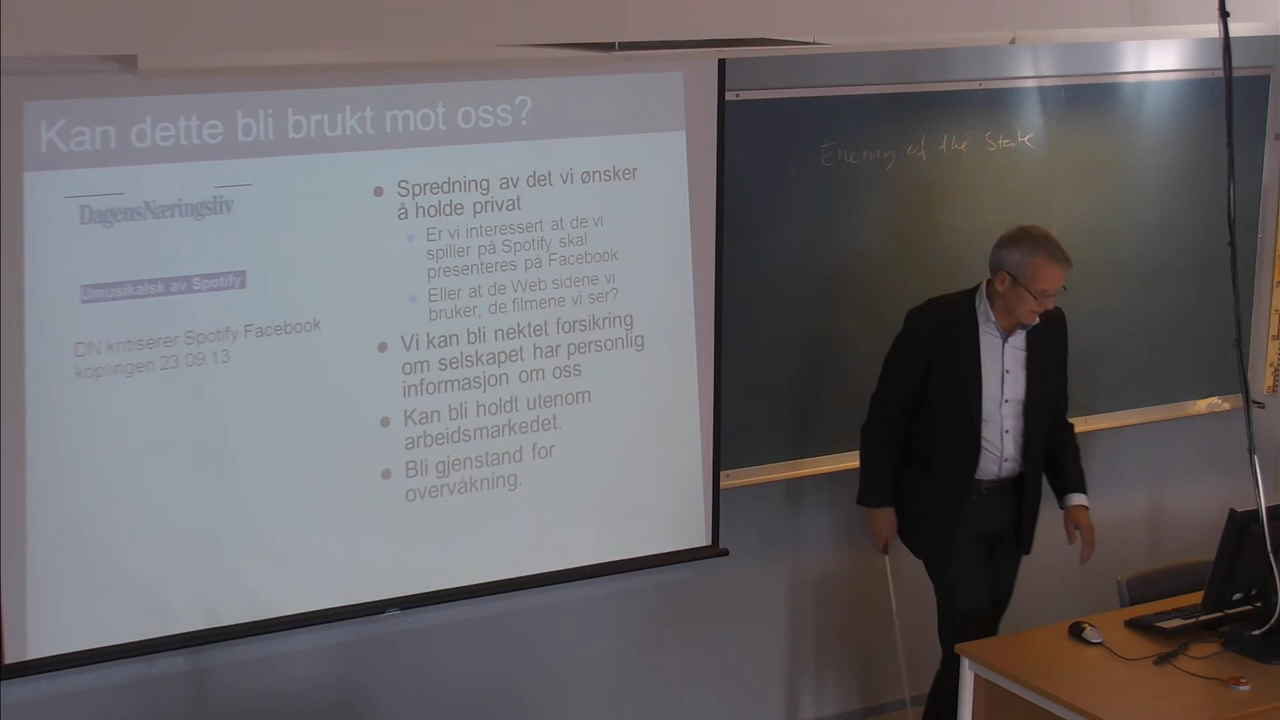 Kan dette bli brukt mot oss?
DagensNæringsliv
Umusikalsk av Spotify
DN kritiserer Spotify Facebook
koplingen 23.09.13.
Spredning av det vi ønsker
å holde privat
Er vi interessert at de vi
spiller på Spotify skal
presenteres på Facebook
Eller at de Web sidene vi
bruker, de filmene vi ser?
Vi kan bli nektet forsikring
om selskapet har personlig
informasjon om oss
Kan bli holdt utenom
arbeidsmarkedet.
Bli gjenstand for
overvåkning.
Enemy of the State